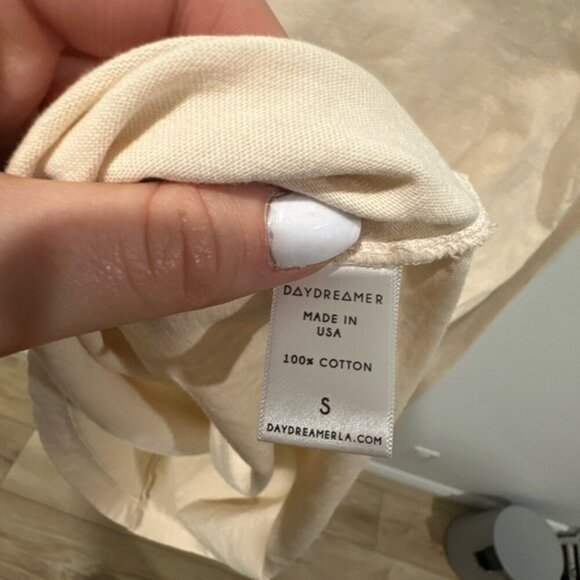 DAYDREAMER
MADE IN
USA
100% COTTON
S
DAYDREAMERLA.COM